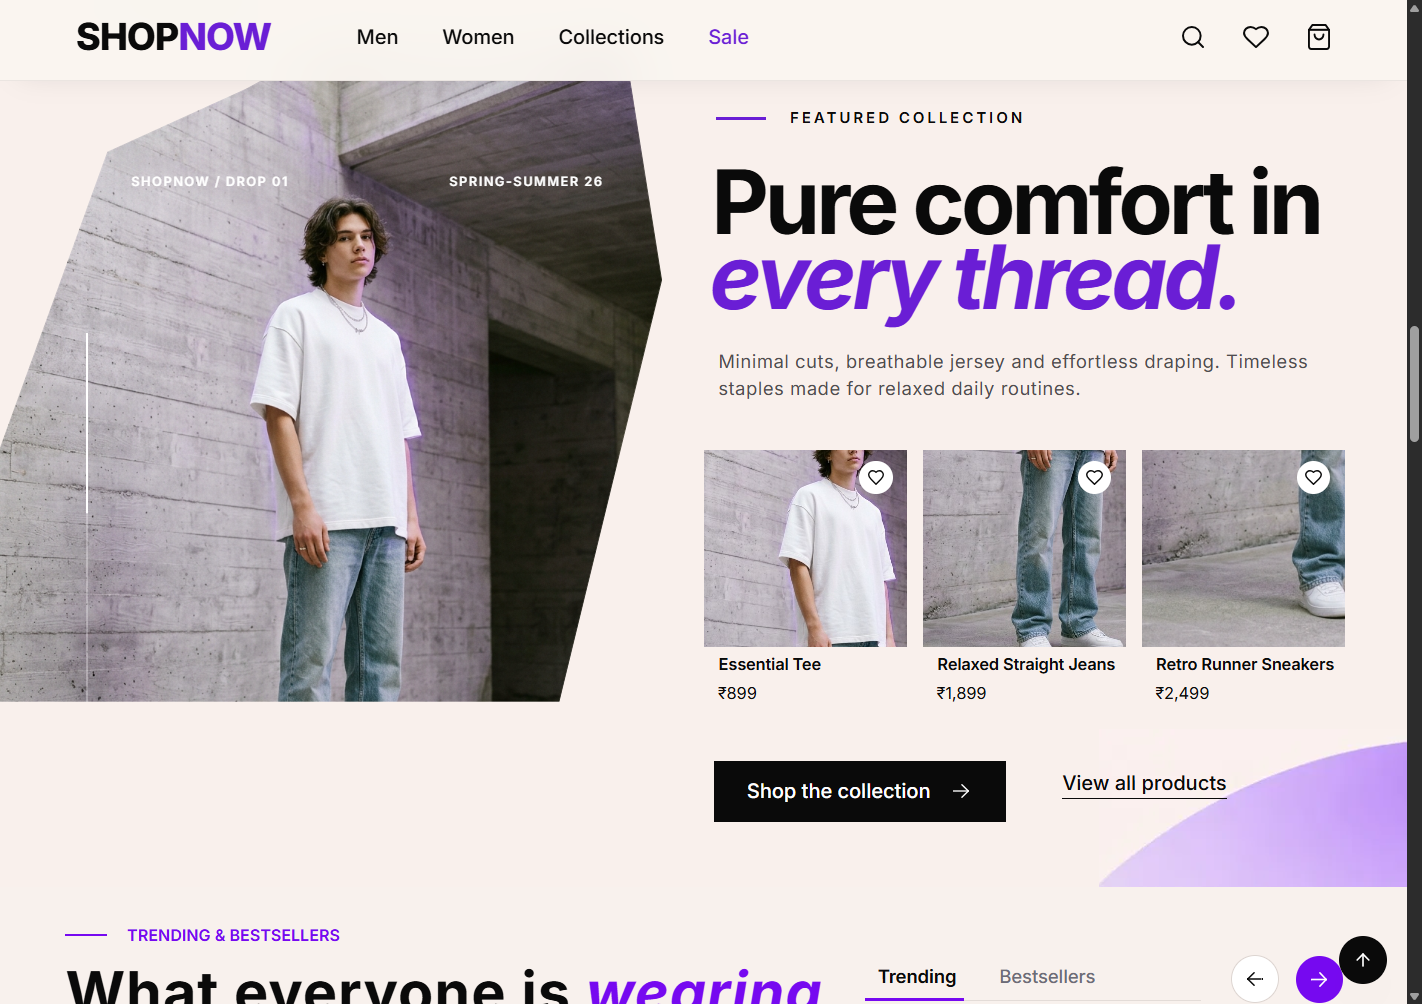 SHOPNOW
Men Women Collections Sale
SHOPNOW / DROP 01
SPRING-SUMMER 26
FEATURED COLLECTION
Pure comfort in
every thread.
Minimal cuts, breathable jersey and effortless draping. Timeless
staples made for relaxed daily routines.
Essential Tee
₹899
Relaxed Straight Jeans
₹1,899
Retro Runner Sneakers
₹2,499
Shop the collection
View all products
TRENDING & BESTSELLERS
What everyone is wearing
Trending
Bestsellers